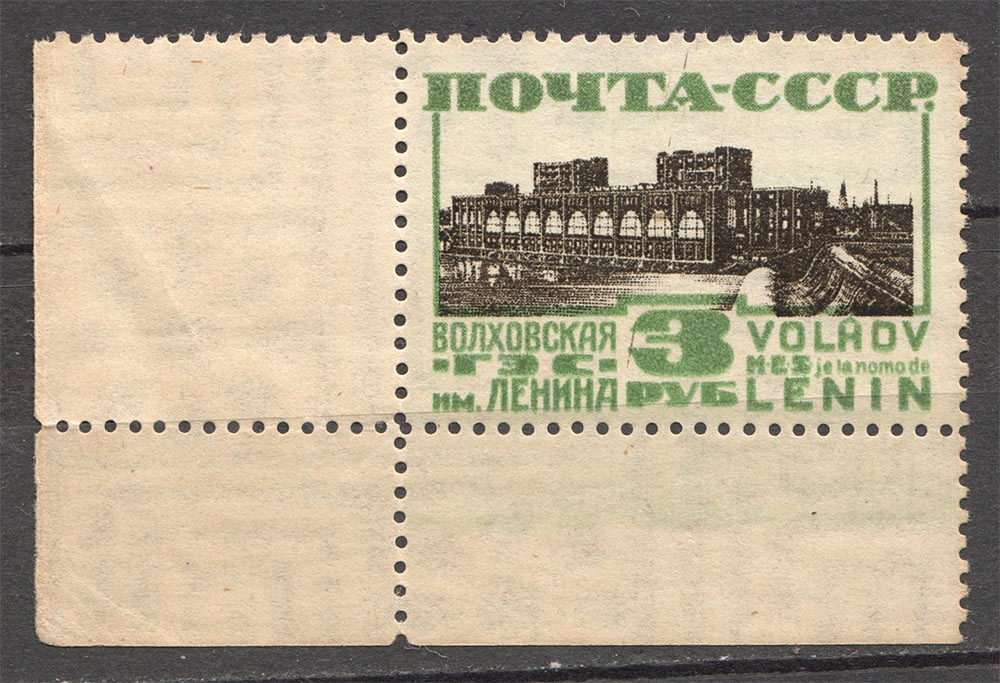 ПОЧТА-СССР.
ВОЛХОВСКАЯ
·ГЭС·
им. ЛЕНИНА
3
РУБ
VOLĤOV
HES je la nomo de
LENIN